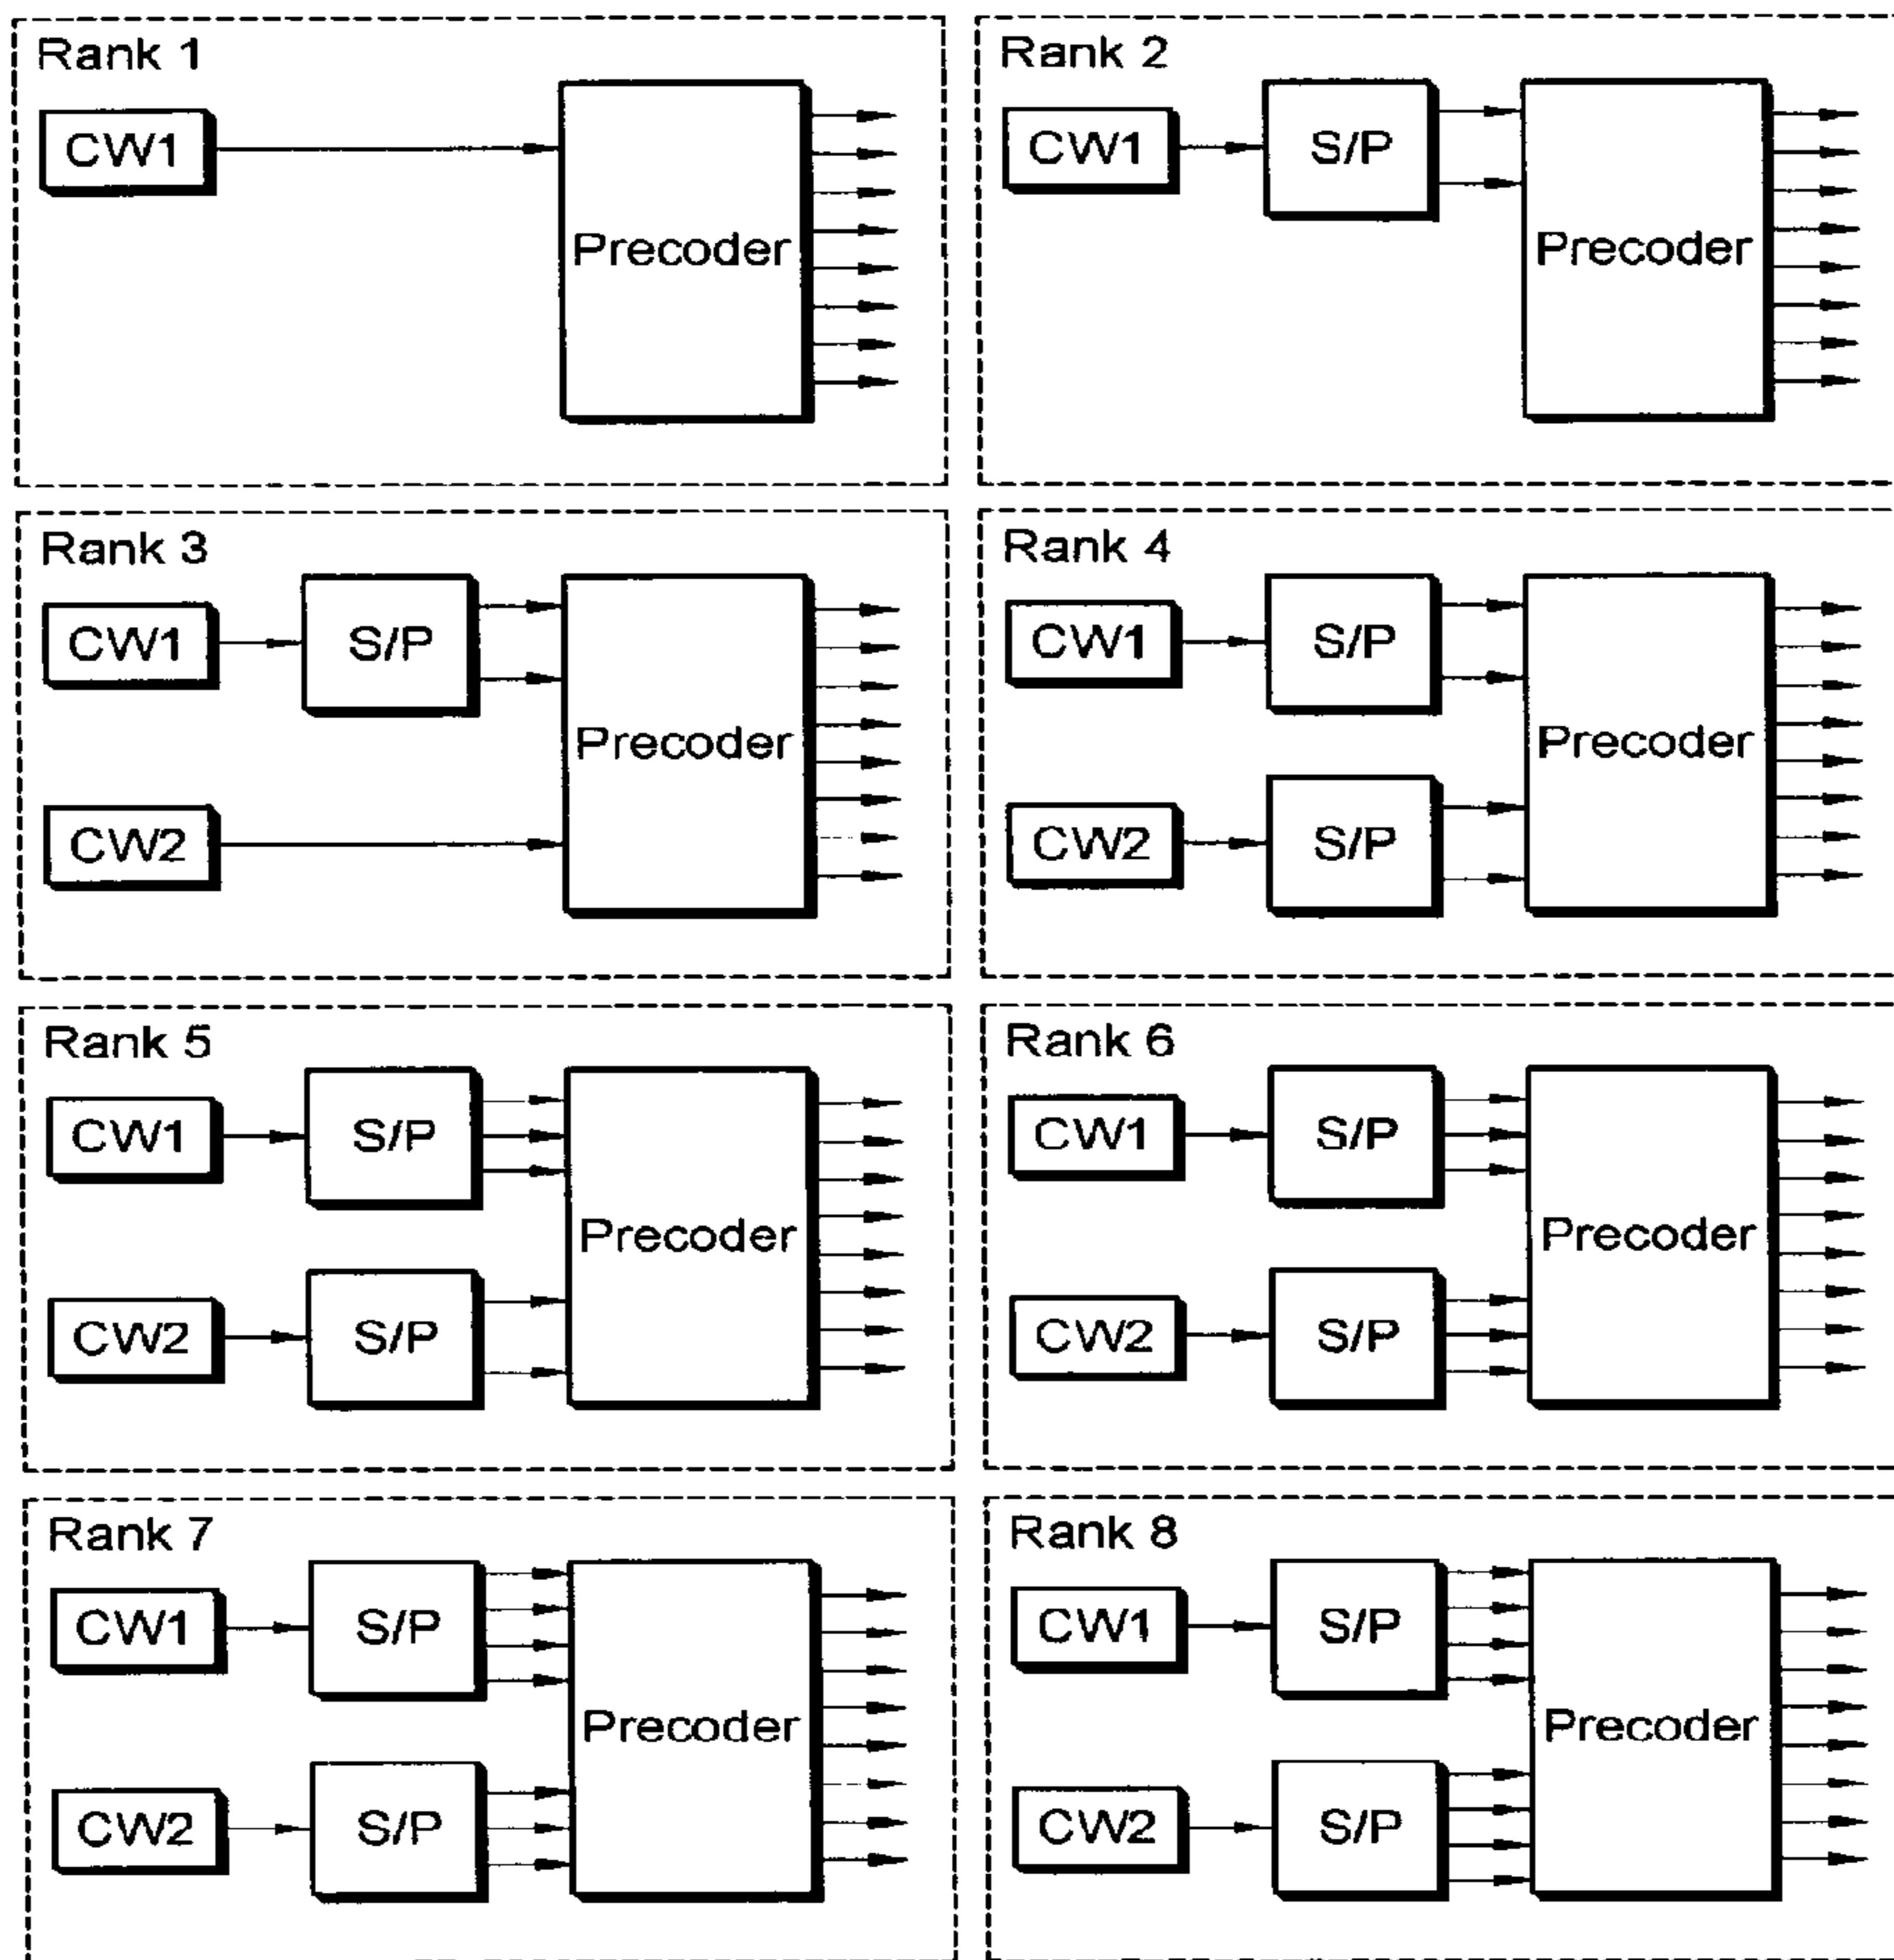 Rank 1
CW1
Precoder
Rank 2
CW1
S/P
Precoder
Rank 3
CW1
S/P
Precoder
CW2
Rank 4
CW1
S/P
Precoder
CW2
S/P
Rank 5
CW1
S/P
Precoder
CW2
S/P
Rank 6
CW1
S/P
Precoder
CW2
S/P
Rank 7
CW1
S/P
Precoder
CW2
S/P
Rank 8
CW1
S/P
Precoder
CW2
S/P